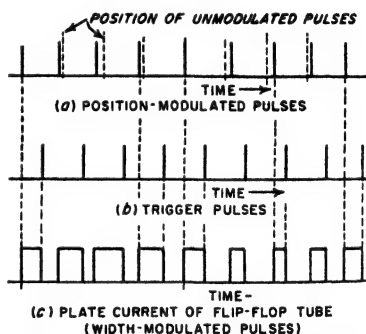 POSITION OF UNMODULATED PULSES
TIME
(a) POSITION-MODULATED PULSES
TIME
(b) TRIGGER PULSES
TIME-
(c) PLATE CURRENT OF FLIP-FLOP TUBE
(WIDTH-MODULATED PULSES)